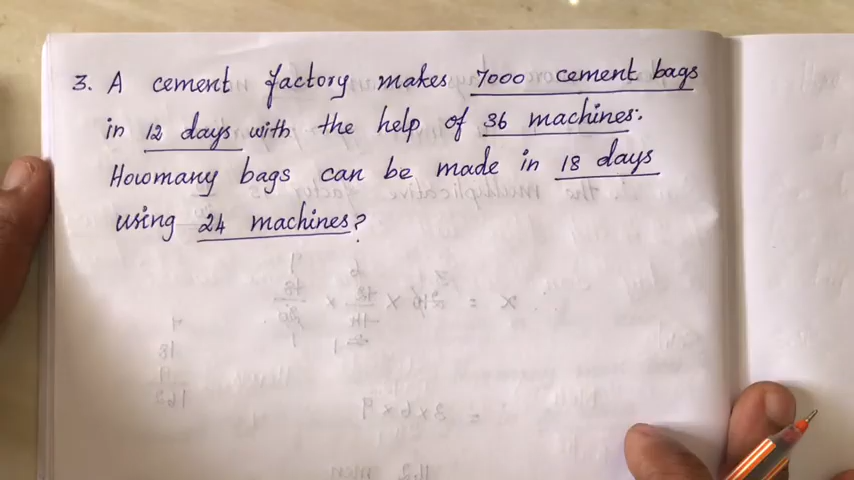 3. A cement factory makes 7000 cement bags
in 12 days with the help of 36 machines.
Howmany bags can be made in 18 days
using 24 machines?